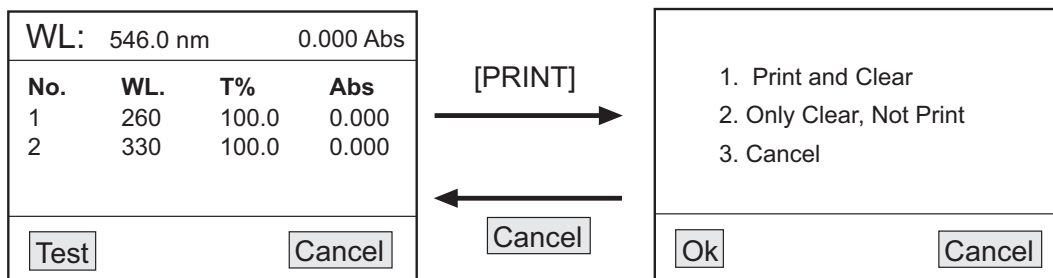 WL: 546.0 nm 0.000 Abs
No. WL. T% Abs
1 260 100.0 0.000
2 330 100.0 0.000
Test Cancel
[PRINT]
Cancel
1. Print and Clear
2. Only Clear, Not Print
3. Cancel
Ok Cancel